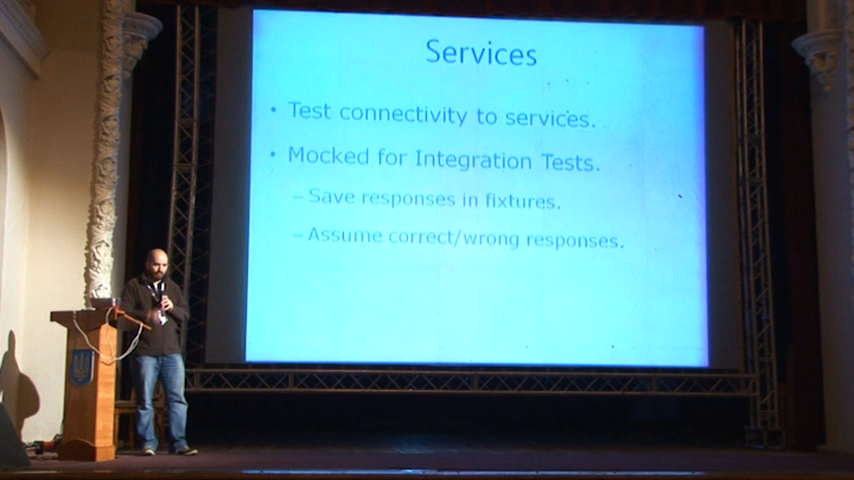 Services
• Test connectivity to services.
• Mocked for Integration Tests.
– Save responses in fixtures.
– Assume correct/wrong responses.